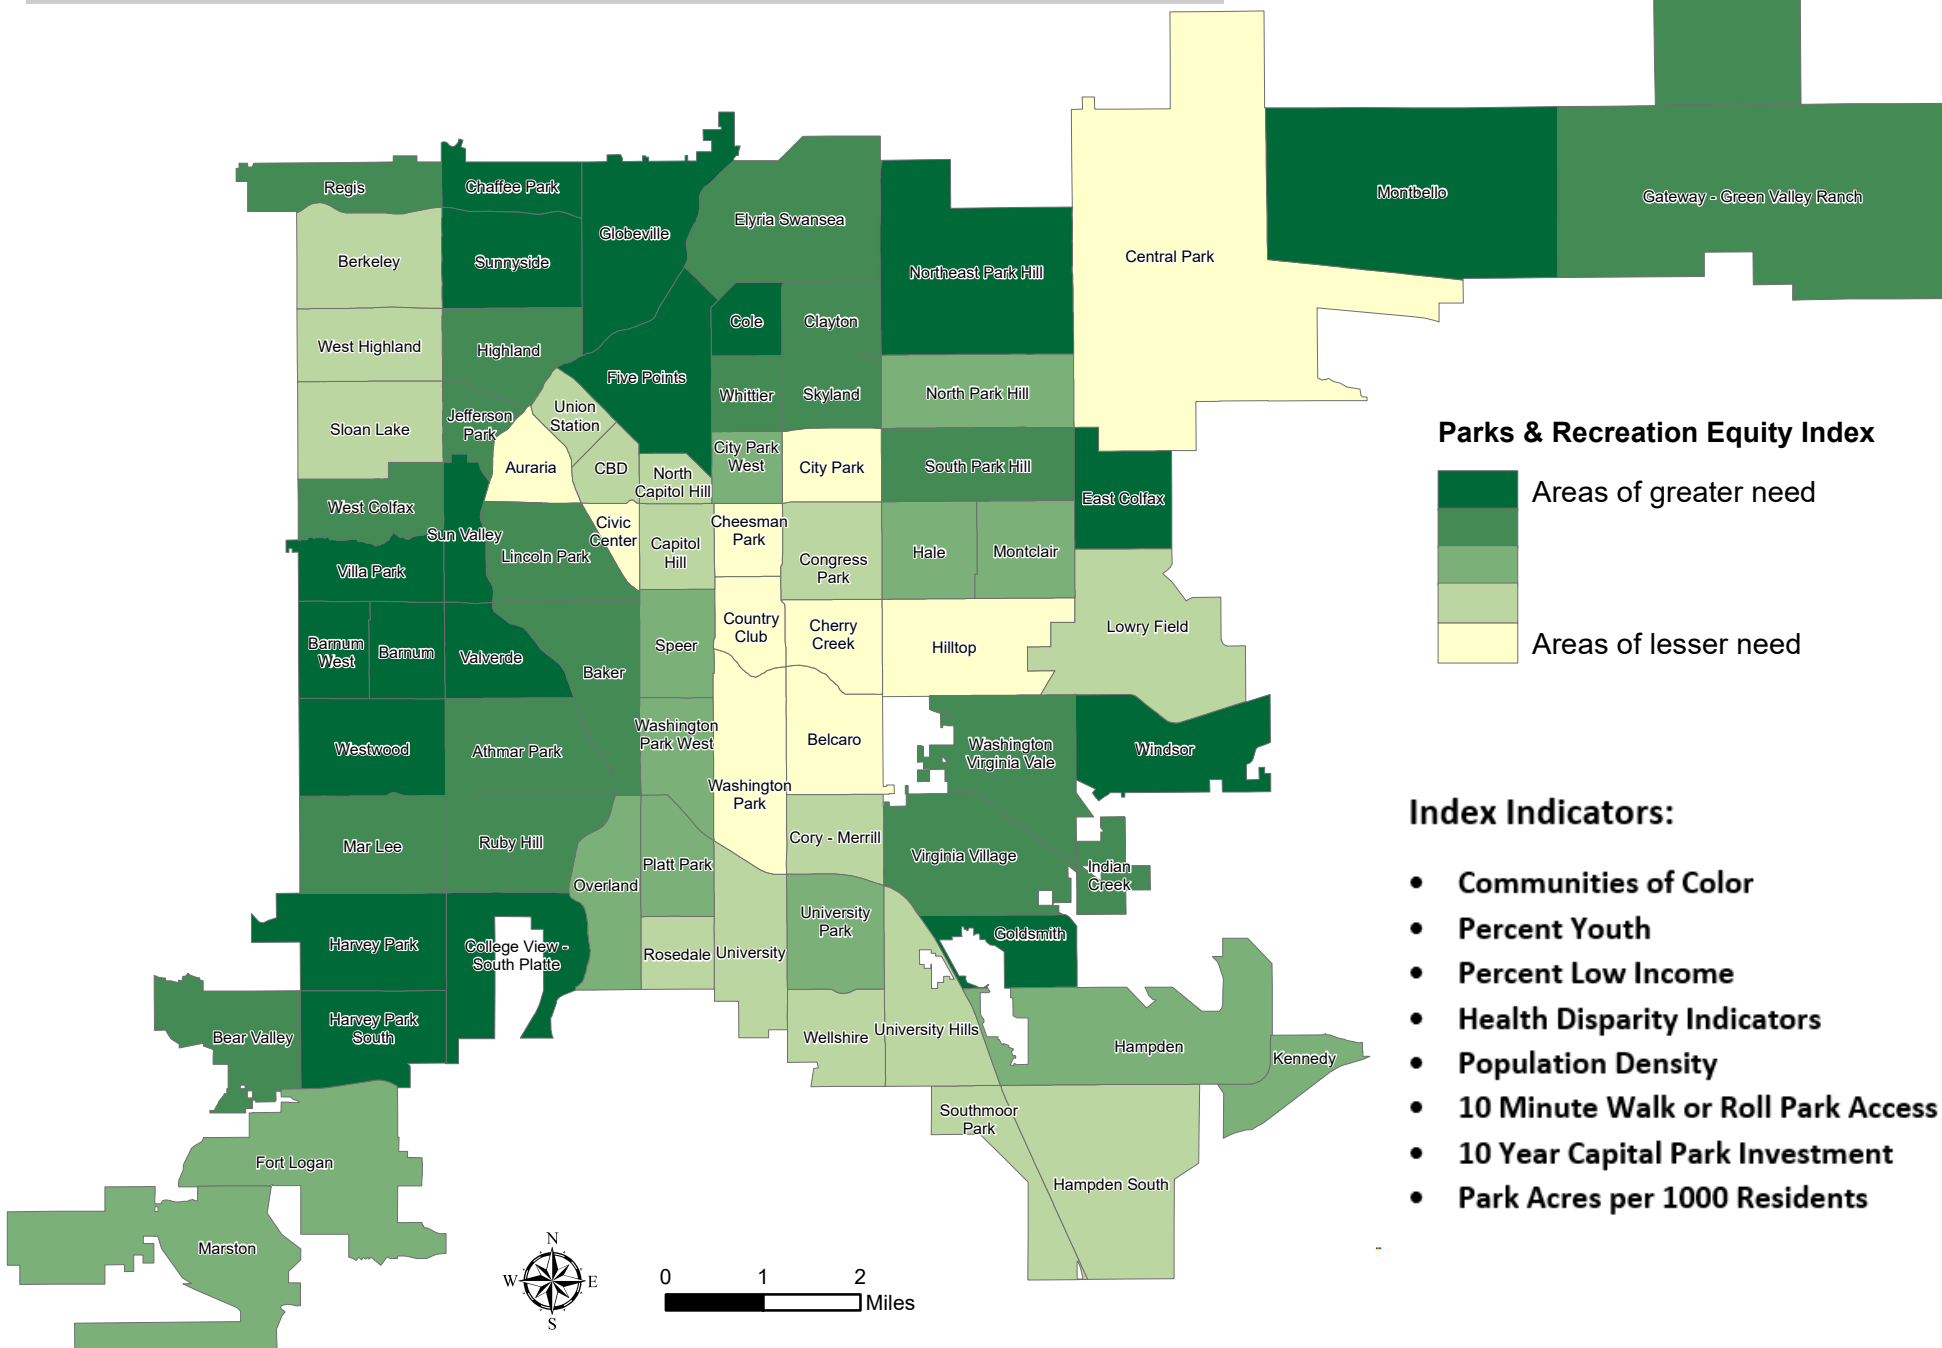 Regis
Chaffee Park
Globeville
Elyria Swansea
Montbello
Gateway - Green Valley Ranch
Berkeley
Sunnyside
Northeast Park Hill
Central Park
West Highland
Highland
Cole
Clayton
Five Points
Whittier
Skyland
North Park Hill
Sloan Lake
Jefferson
Park
Union
Station
Auraria
CBD
North
Capitol Hill
City Park
West
City Park
South Park Hill
East Colfax
West Colfax
Sun Valley
Lincoln Park
Civic
Center
Capitol
Hill
Cheesman
Park
Congress
Park
Hale
Montclair
Villa Park
Barnum
West
Barnum
Valverde
Baker
Speer
Country
Club
Cherry
Creek
Hilltop
Lowry Field
Westwood
Athmar Park
Washington
Park West
Washington
Park
Belcaro
Washington
Virginia Vale
Windsor
Mar Lee
Ruby Hill
Overland
Platt Park
Cory - Merrill
Virginia Village
Indian
Creek
Harvey Park
College View -
South Platte
Rosedale
University
University
Park
Goldsmith
Bear Valley
Harvey Park
South
Wellshire
University Hills
Hampden
Kennedy
Fort Logan
Southmoor
Park
Hampden South
Marston
Parks & Recreation Equity Index
Areas of greater need
Areas of lesser need
Index Indicators:
• Communities of Color
• Percent Youth
• Percent Low Income
• Health Disparity Indicators
• Population Density
• 10 Minute Walk or Roll Park Access
• 10 Year Capital Park Investment
• Park Acres per 1000 Residents
N
W E
S
0 1 2
Miles